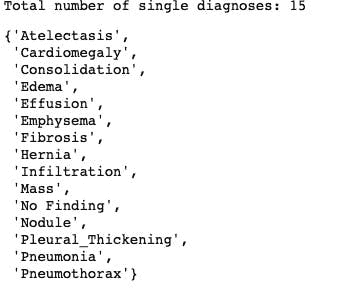 Total number of single diagnoses: 15
{'Atelectasis',
'Cardiomegaly',
'Consolidation',
'Edema',
'Effusion',
'Emphysema',
'Fibrosis',
'Hernia',
'Infiltration',
'Mass',
'No Finding',
'Nodule',
'Pleural_Thickening',
'Pneumonia',
'Pneumothorax'}